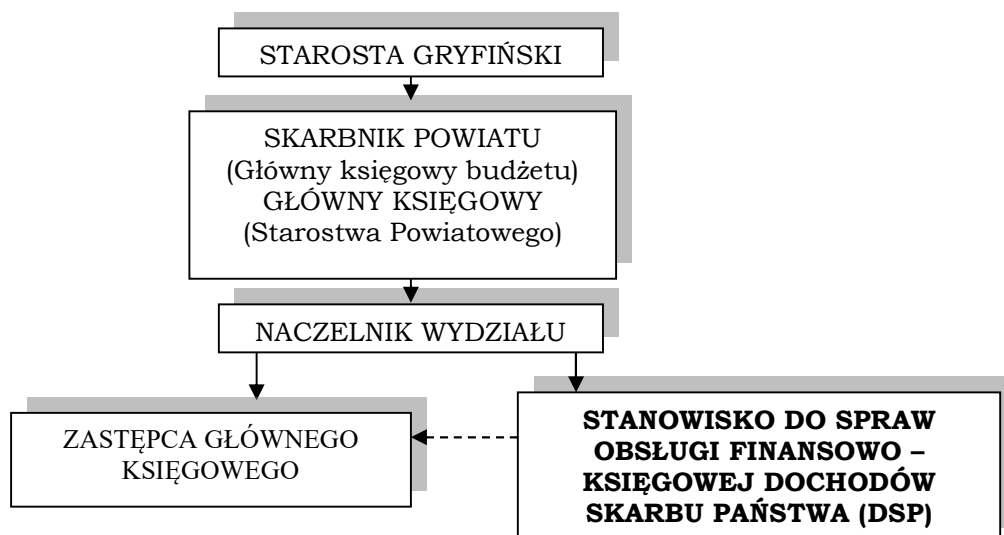 STAROSTA GRYFIŃSKI
SKARBNIK POWIATU
(Główny księgowy budżetu)
GŁÓWNY KSIĘGOWY
(Starostwa Powiatowego)
NACZELNIK WYDZIAŁU
ZASTĘPCA GŁÓWNEGO
KSIĘGOWEGO
STANOWISKO DO SPRAW
OBSŁUGI FINANSOWO –
KSIĘGOWEJ DOCHODÓW
SKARBU PAŃSTWA (DSP)